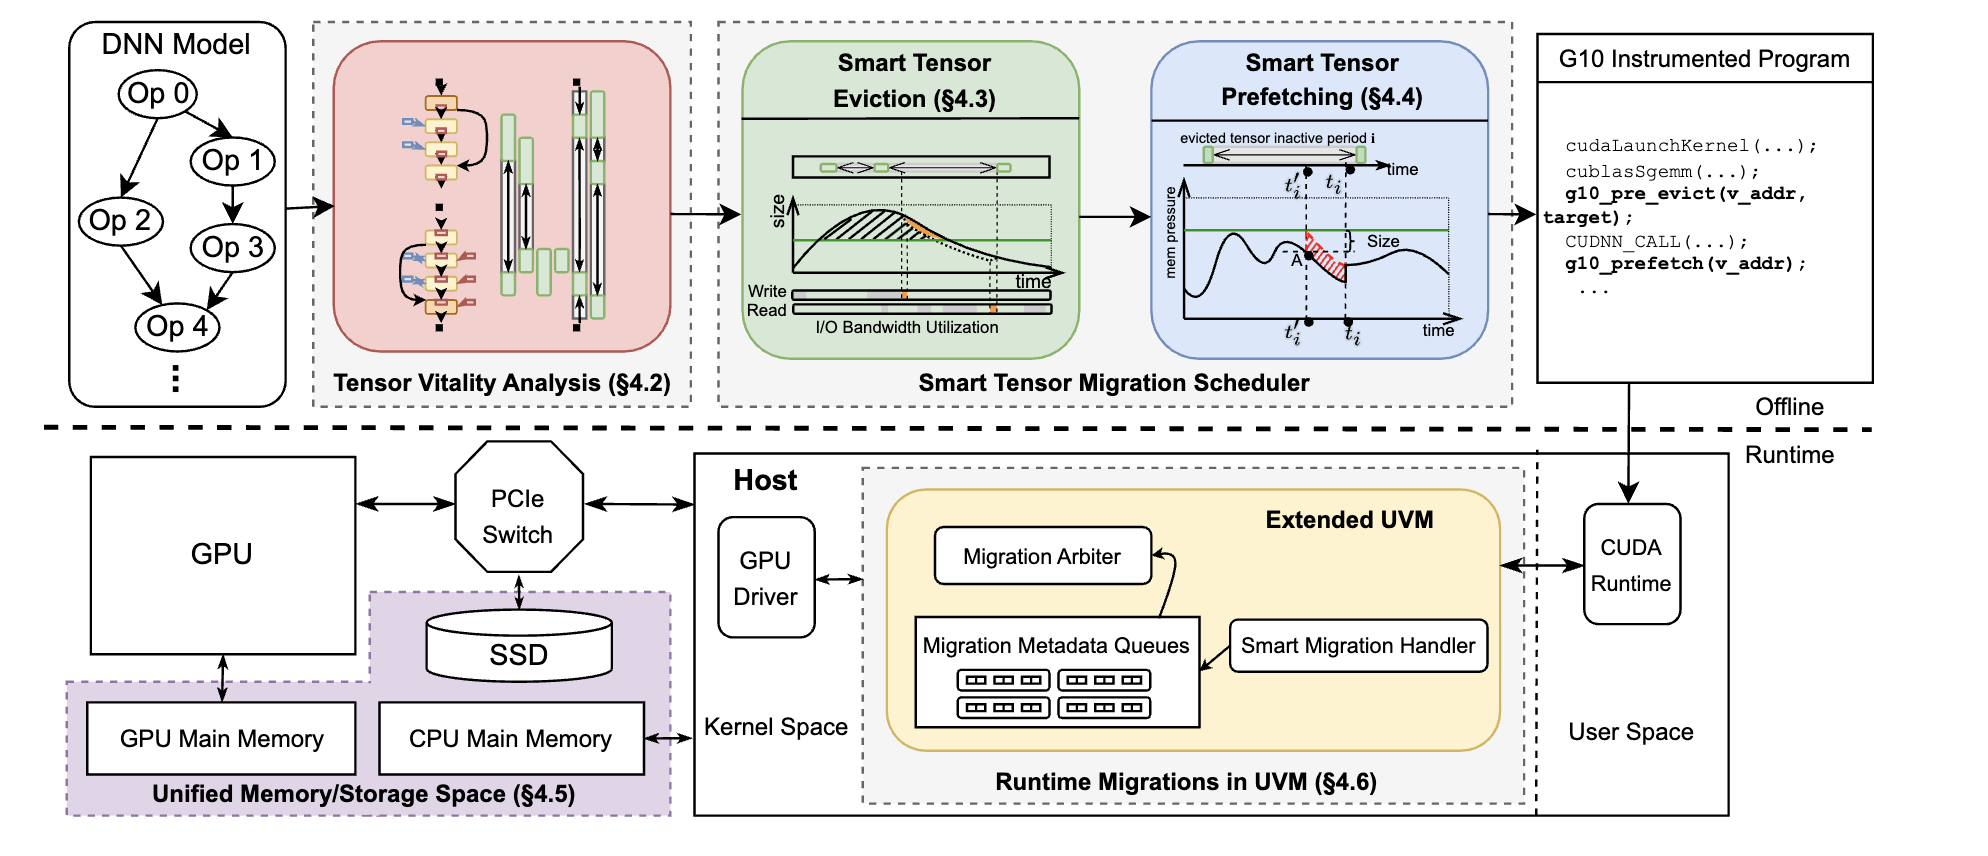 DNN Model
Op 0
Op 1
Op 2
Op 3
Op 4
Tensor Vitality Analysis (§4.2)
Smart Tensor
Eviction (§4.3)
size
time
Write
Read
I/O Bandwidth Utilization
Smart Tensor
Prefetching (§4.4)
evicted tensor inactive period i
time
t'i
ti
mem pressure
Size
A
t'i
ti
time
Smart Tensor Migration Scheduler
G10 Instrumented Program
cudaLaunchKernel(...);
cublasSgemm(...);
g10_pre_evict(v_addr,
target);
CUDNN_CALL(...);
g10_prefetch(v_addr);
...
Offline
Runtime
GPU
PCIe
Switch
SSD
GPU Main Memory
CPU Main Memory
Unified Memory/Storage Space (§4.5)
Host
GPU
Driver
Kernel Space
Extended UVM
Migration Arbiter
Migration Metadata Queues
Smart Migration Handler
Runtime Migrations in UVM (§4.6)
CUDA
Runtime
User Space